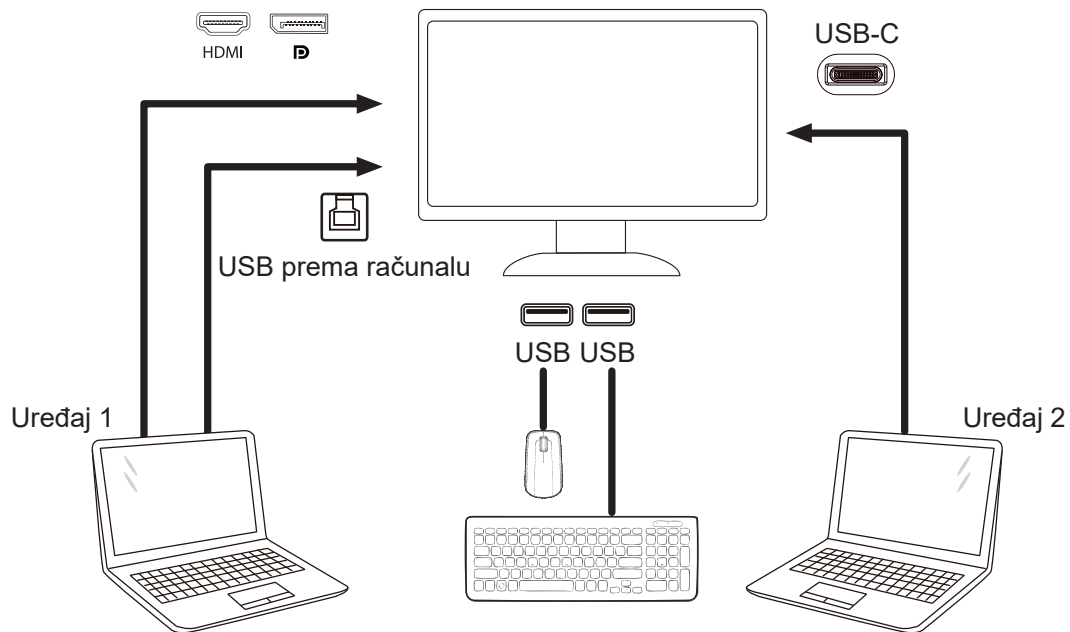 HDMI
USB-C
USB prema računalu
USB USB
Uređaj 1
Uređaj 2